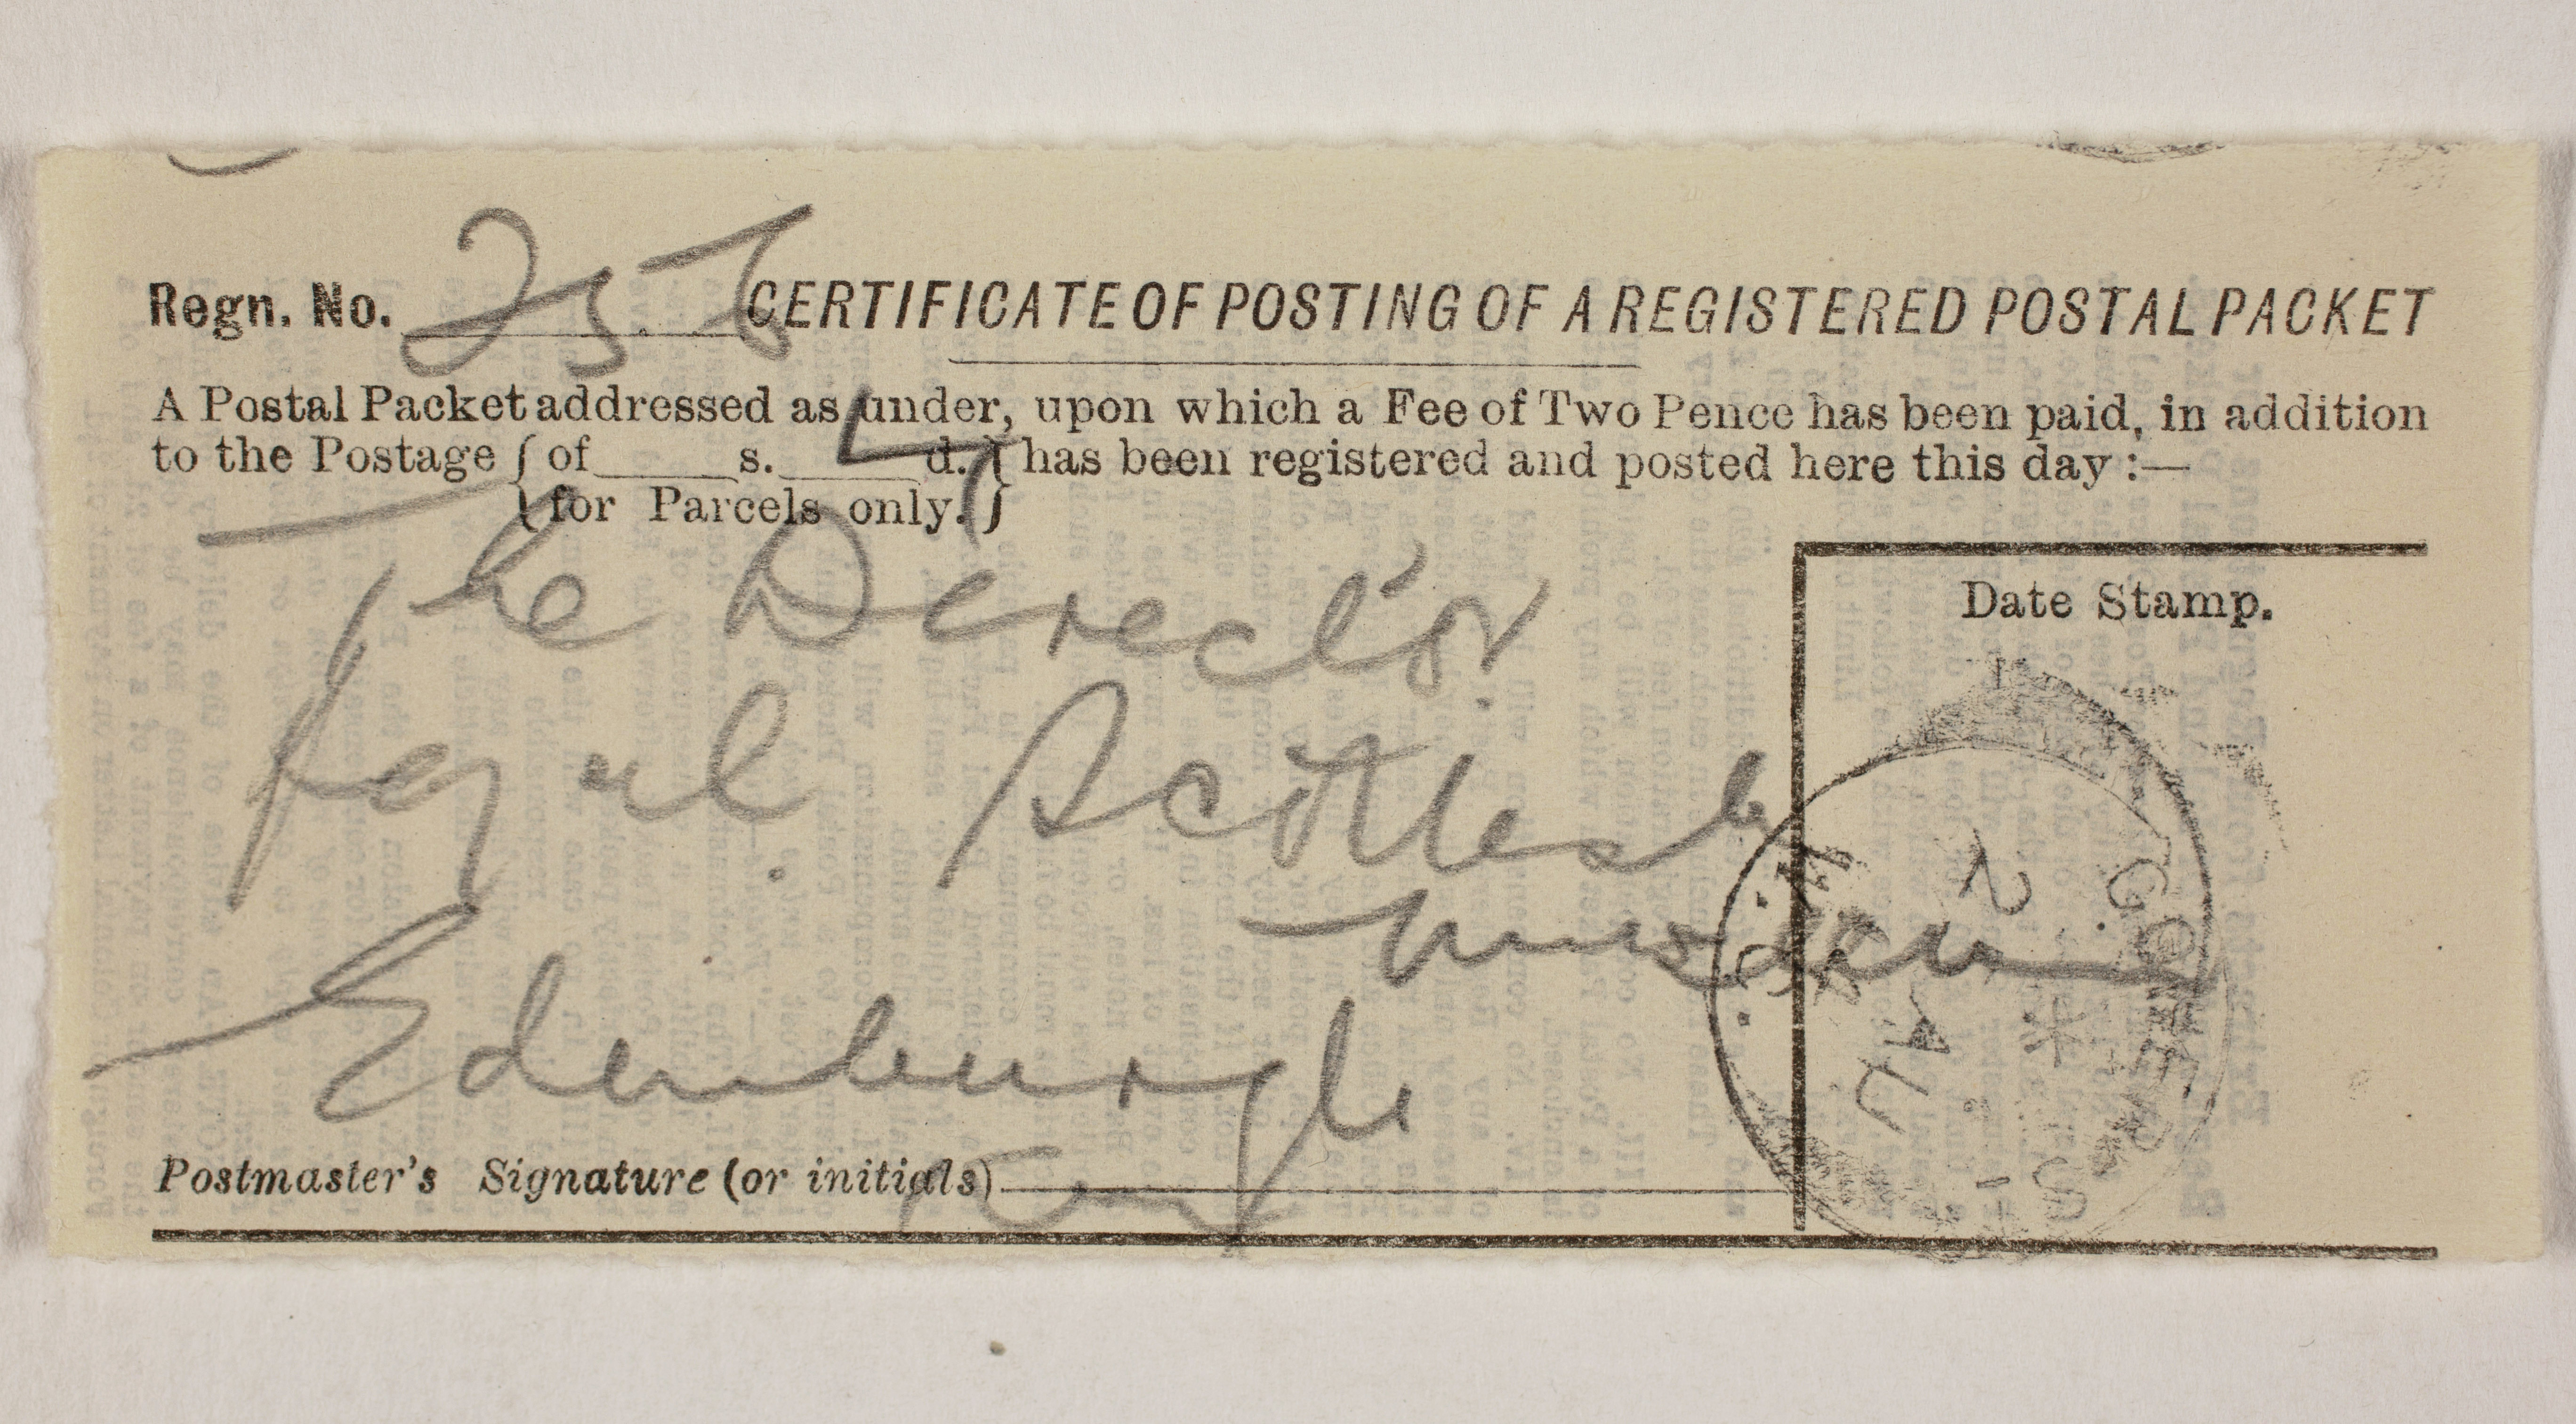 Regn. No. 256 CERTIFICATE OF POSTING OF A REGISTERED POSTAL PACKET
A Postal Packet addressed as under, upon which a Fee of Two Pence has been paid, in addition
to the Postage { of s. 4 d. } has been registered and posted here this day :—
{ for Parcels only. }
The Director
Royal Scottish
Museum
Edinburgh
Date Stamp.
Postmaster's Signature (or initials)